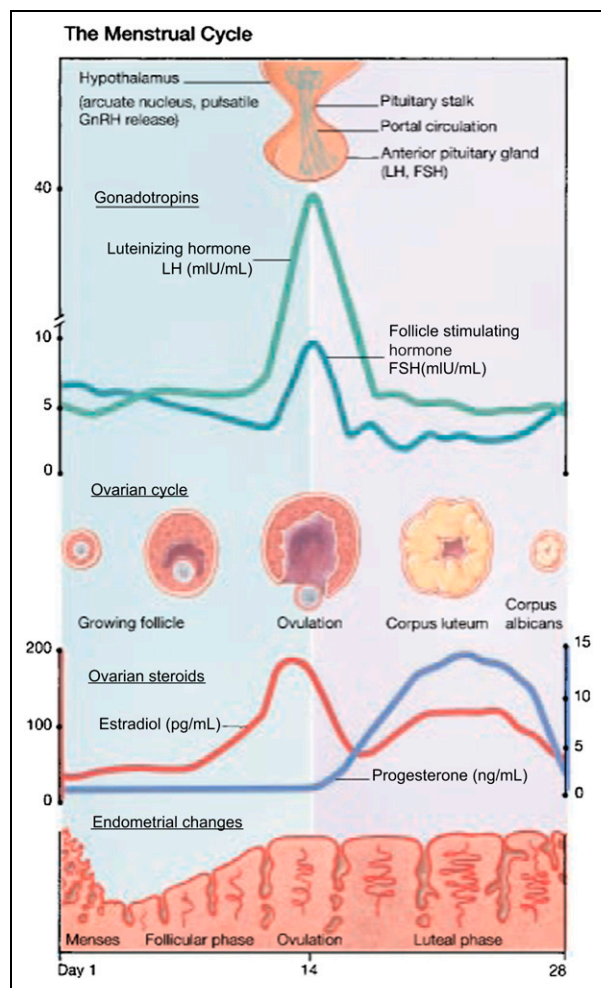 The Menstrual Cycle
Hypothalamus
(arcuate nucleus, pulsatile
GnRH release)
Pituitary stalk
Portal circulation
Anterior pituitary gland
(LH, FSH)
40
Gonadotropins
Luteinizing hormone
LH (mIU/mL)
10
Follicle stimulating
hormone
FSH(mIU/mL)
5
0
Ovarian cycle
Growing follicle
Ovulation
Corpus luteum
Corpus
albicans
200
15
Ovarian steroids
Estradiol (pg/mL)
10
100
5
Progesterone (ng/mL)
0
0
Endometrial changes
Menses
Follicular phase
Ovulation
Luteal phase
Day 1
14
28